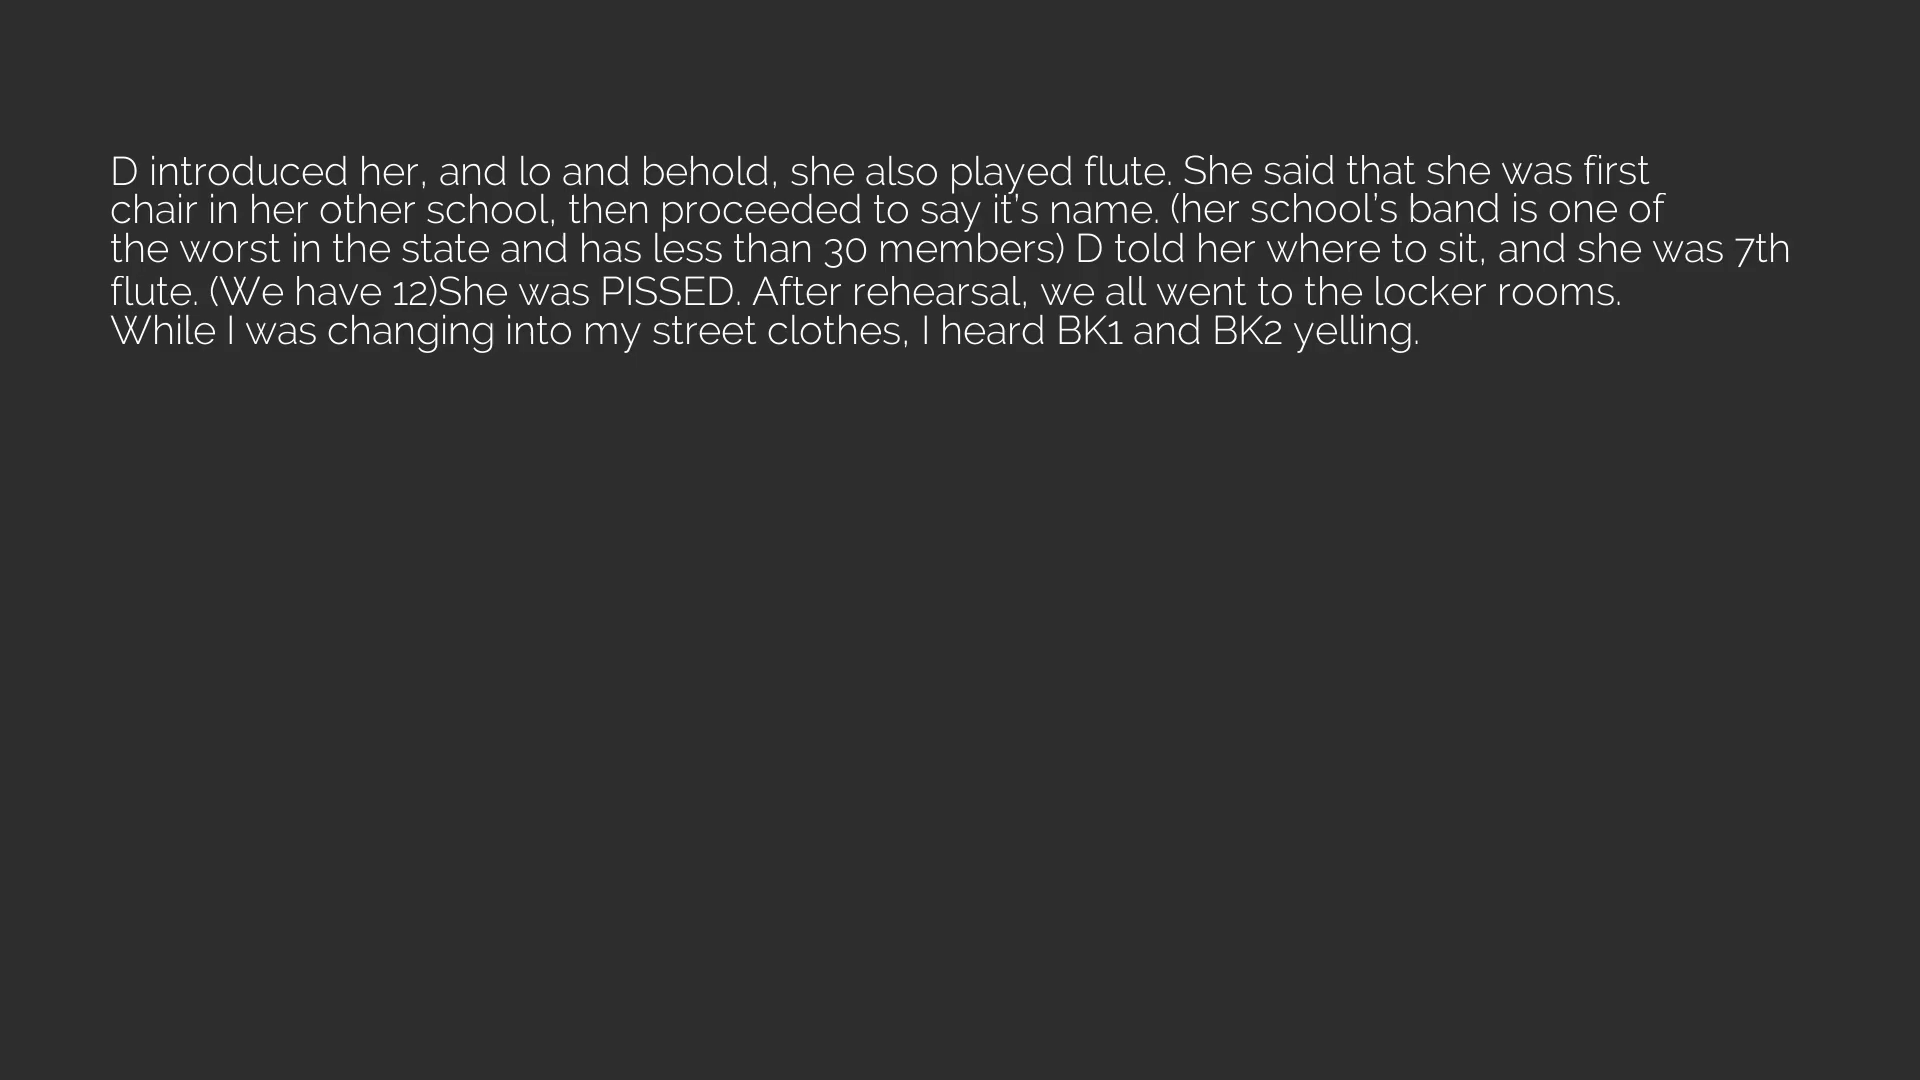 D introduced her, and lo and behold, she also played flute. She said that she was first
chair in her other school, then proceeded to say it's name. (her school's band is one of
the worst in the state and has less than 30 members) D told her where to sit, and she was 7th
flute. (We have 12)She was PISSED. After rehearsal, we all went to the locker rooms.
While I was changing into my street clothes, I heard BK1 and BK2 yelling.